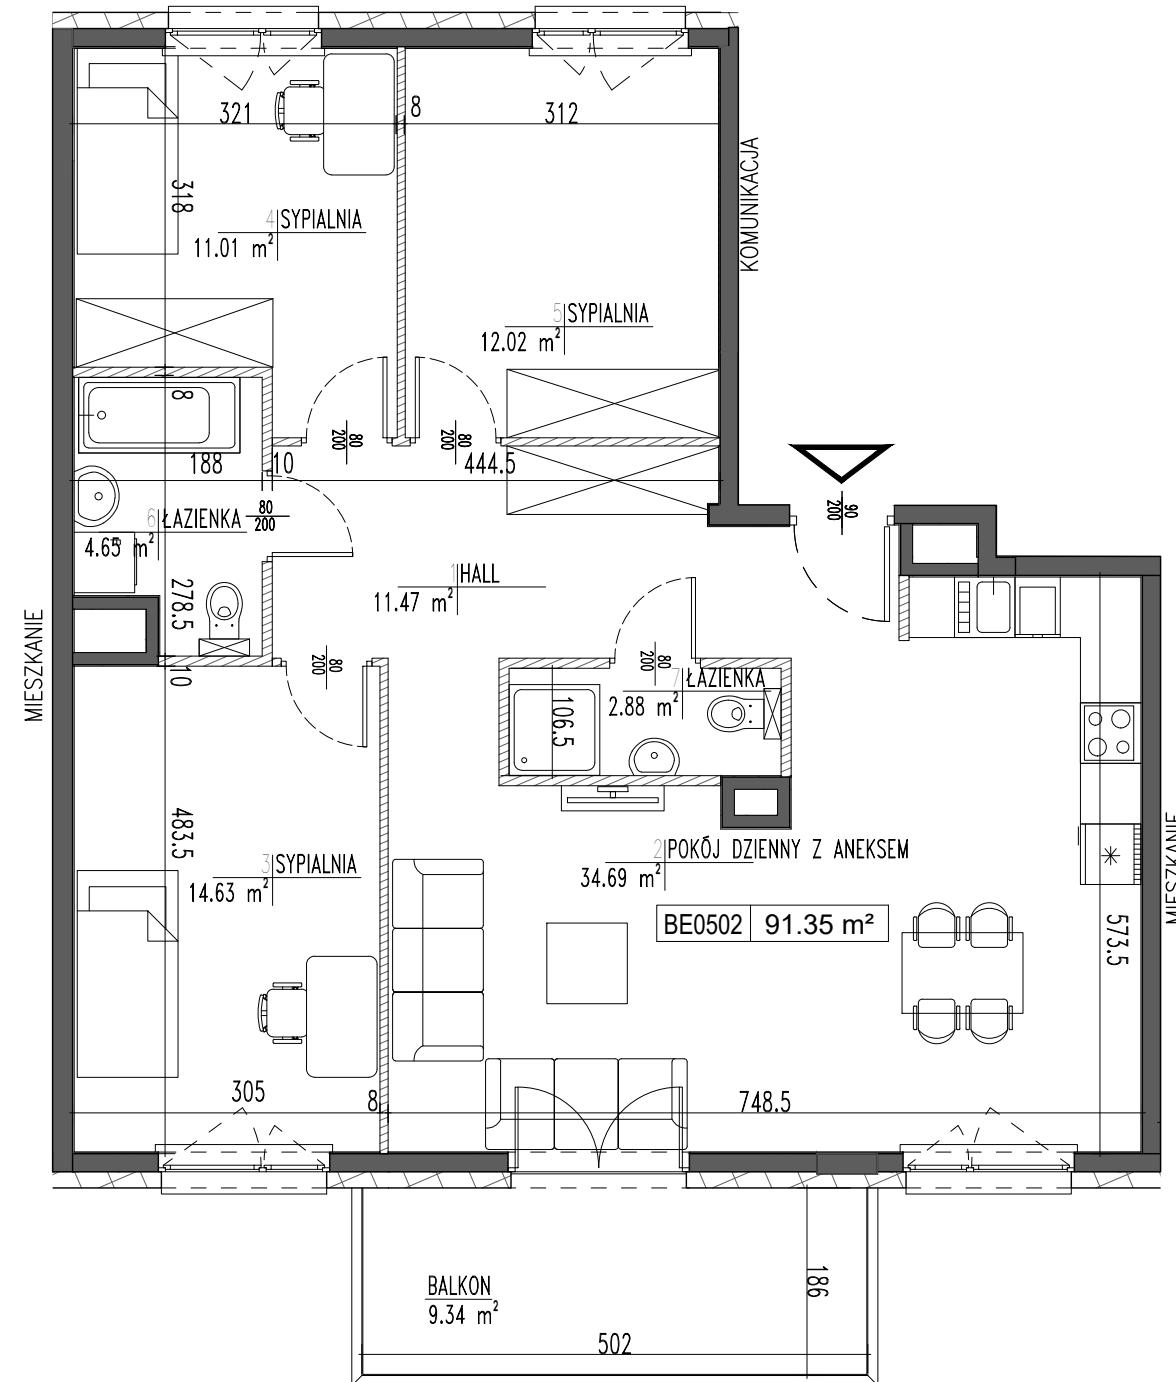 321
8
312
318
KOMUNIKACJA
4 SYPIALNIA
11.01 m²
5 SYPIALNIA
12.02 m²
8
80
200
80
200
188
10
444.5
80
200
90
200
6 ŁAZIENKA
4.65 m²
1 HALL
11.47 m²
278.5
MIESZKANIE
10
80
200
80
200
7 ŁAZIENKA
2.88 m²
106.5
483.5
MIESZKANIE
2 POKÓJ DZIENNY Z ANEKSEM
34.69 m²
3 SYPIALNIA
14.63 m²
BE0502 91.35 m²
573.5
305
8
748.5
BALKON
9.34 m²
186
502